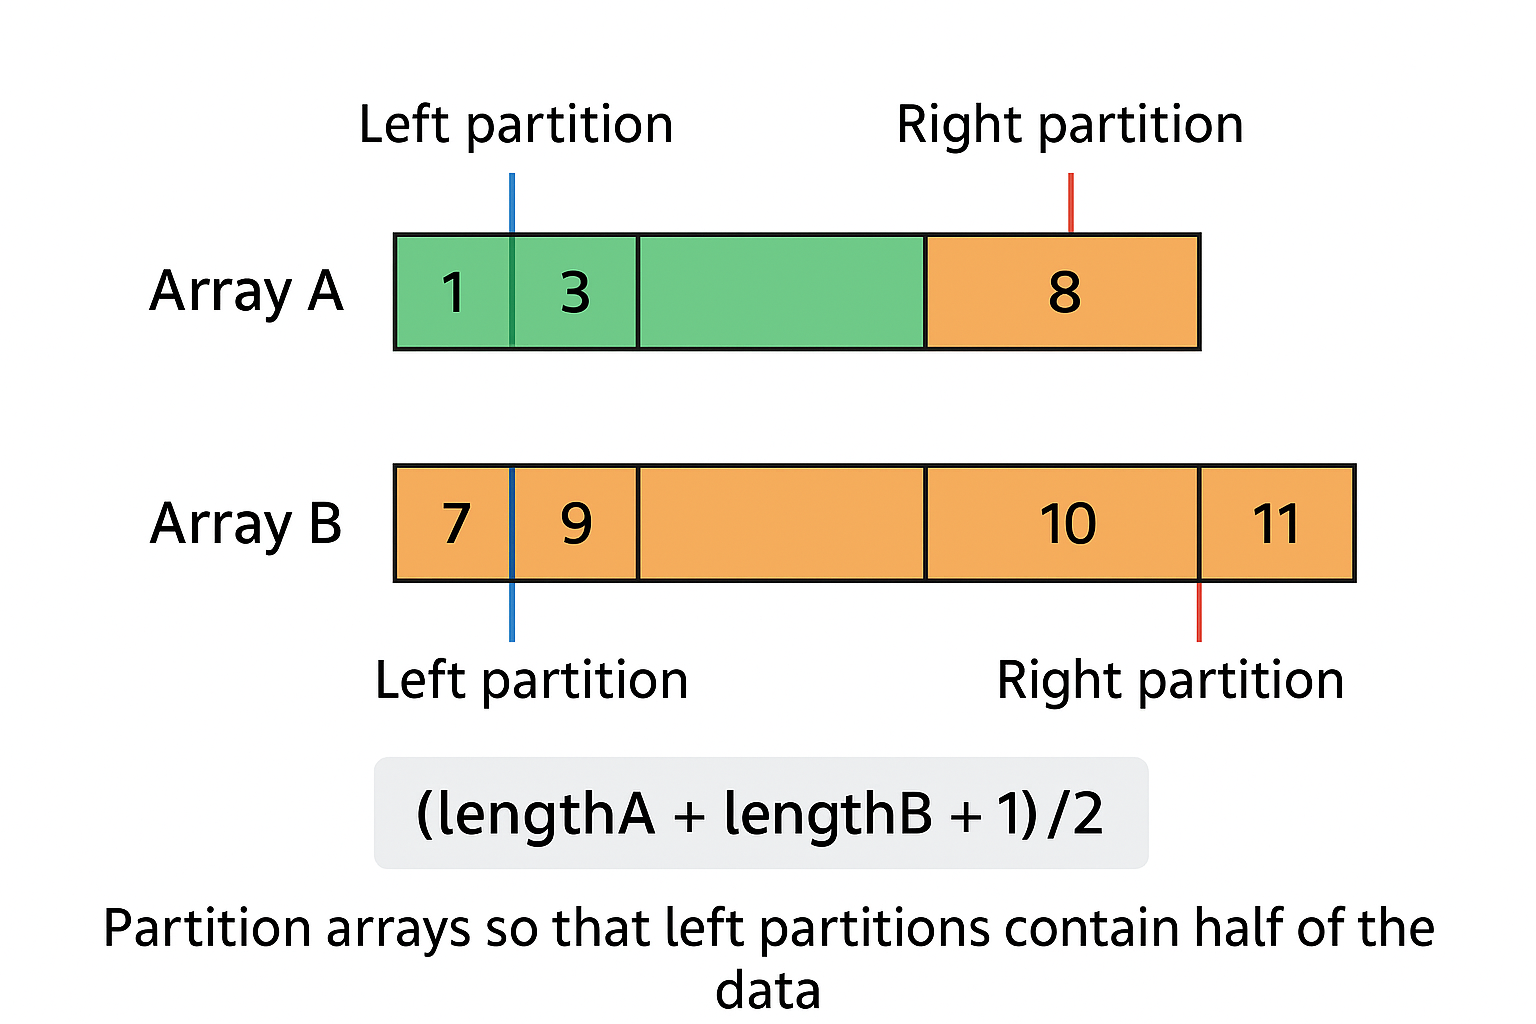 Left partition Right partition
Array A 1 3 8
Array B 7 9 10 11
Left partition Right partition
(lengthA + lengthB + 1)/2
Partition arrays so that left partitions contain half of the
data